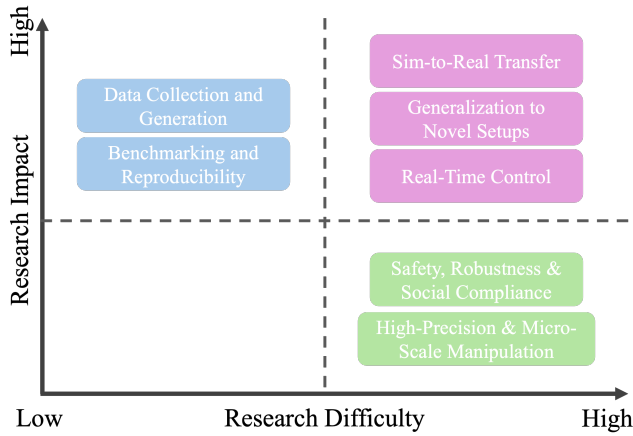 High
Research Impact
Data Collection and
Generation
Benchmarking and
Reproducibility
Sim-to-Real Transfer
Generalization to
Novel Setups
Real-Time Control
Safety, Robustness &
Social Compliance
High-Precision & Micro-
Scale Manipulation
Low
Research Difficulty
High